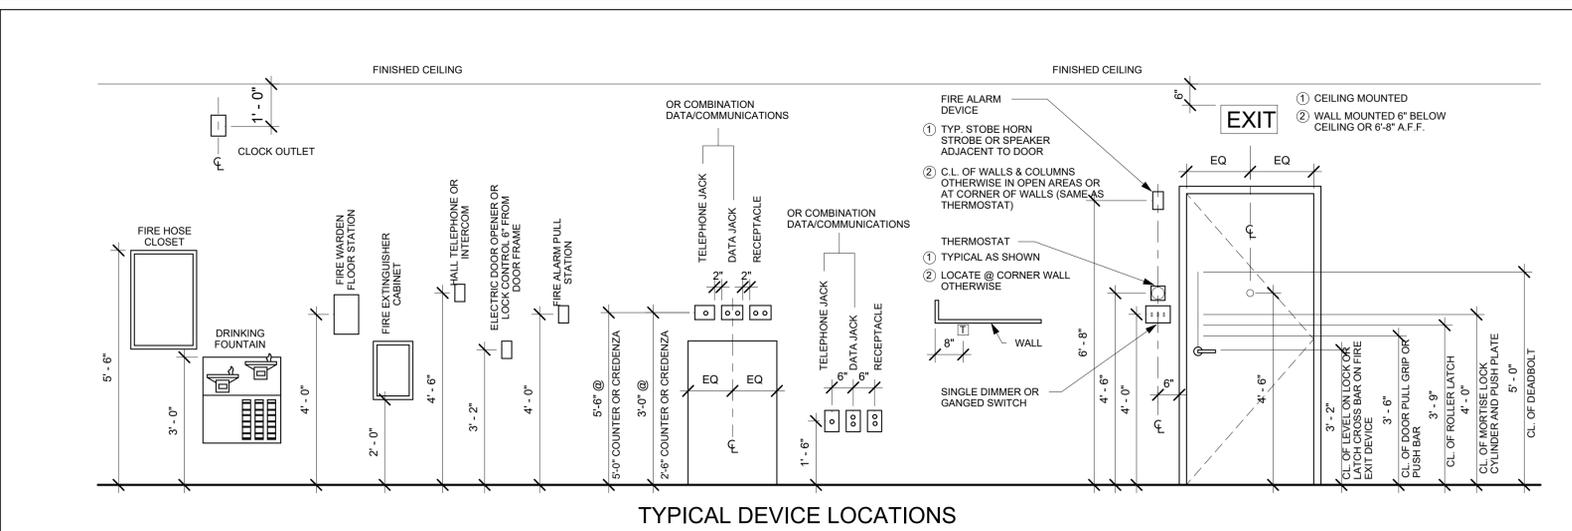 FINISHED CEILING
FINISHED CEILING
1' - 0"
CLOCK OUTLET
℄
OR COMBINATION
DATA/COMMUNICATIONS
FIRE ALARM
DEVICE
1 TYP. STOBE HORN
STROBE OR SPEAKER
ADJACENT TO DOOR
2 C.L. OF WALLS & COLUMNS
OTHERWISE IN OPEN AREAS OR
AT CORNER OF WALLS (SAME AS
THERMOSTAT)
6"
EXIT
1 CEILING MOUNTED
2 WALL MOUNTED 6" BELOW
CEILING OR 6'-8" A.F.F.
EQ
EQ
℄
FIRE HOSE
CLOSET
5' - 6"
3' - 0"
DRINKING
FOUNTAIN
FIRE WARDEN
FLOOR STATION
4' - 0"
FIRE EXTINGUISHER
CABINET
2' - 0"
HALL TELEPHONE OR
INTERCOM
4' - 6"
ELECTRIC DOOR OPENER OR
LOCK CONTROL 6" FROM
DOOR FRAME
3' - 2"
FIRE ALARM PULL
STATION
4' - 0"
5'-6" @
5'-0" COUNTER OR CREDENZA
3'-0" @
2'-6" COUNTER OR CREDENZA
TELEPHONE JACK
DATA JACK
RECEPTACLE
2"
2"
EQ
EQ
℄
OR COMBINATION
DATA/COMMUNICATIONS
TELEPHONE JACK
DATA JACK
RECEPTACLE
6"
6"
1' - 6"
THERMOSTAT
1 TYPICAL AS SHOWN
2 LOCATE @ CORNER WALL
OTHERWISE
T
8"
WALL
SINGLE DIMMER OR
GANGED SWITCH
6' - 8"
4' - 6"
4' - 0"
6"
℄
4' - 6"
3' - 2"
CL. OF LEVEL ON LOCK OR
LATCH CROSS BAR ON FIRE
EXIT DEVICE
3' - 6"
CL. OF DOOR PULL GRIP OR
PUSH BAR
3' - 9"
CL. OF ROLLER LATCH
4' - 0"
CL. OF MORTISE LOCK
CYLINDER AND PUSH PLATE
5' - 0"
CL. OF DEADBOLT
TYPICAL DEVICE LOCATIONS